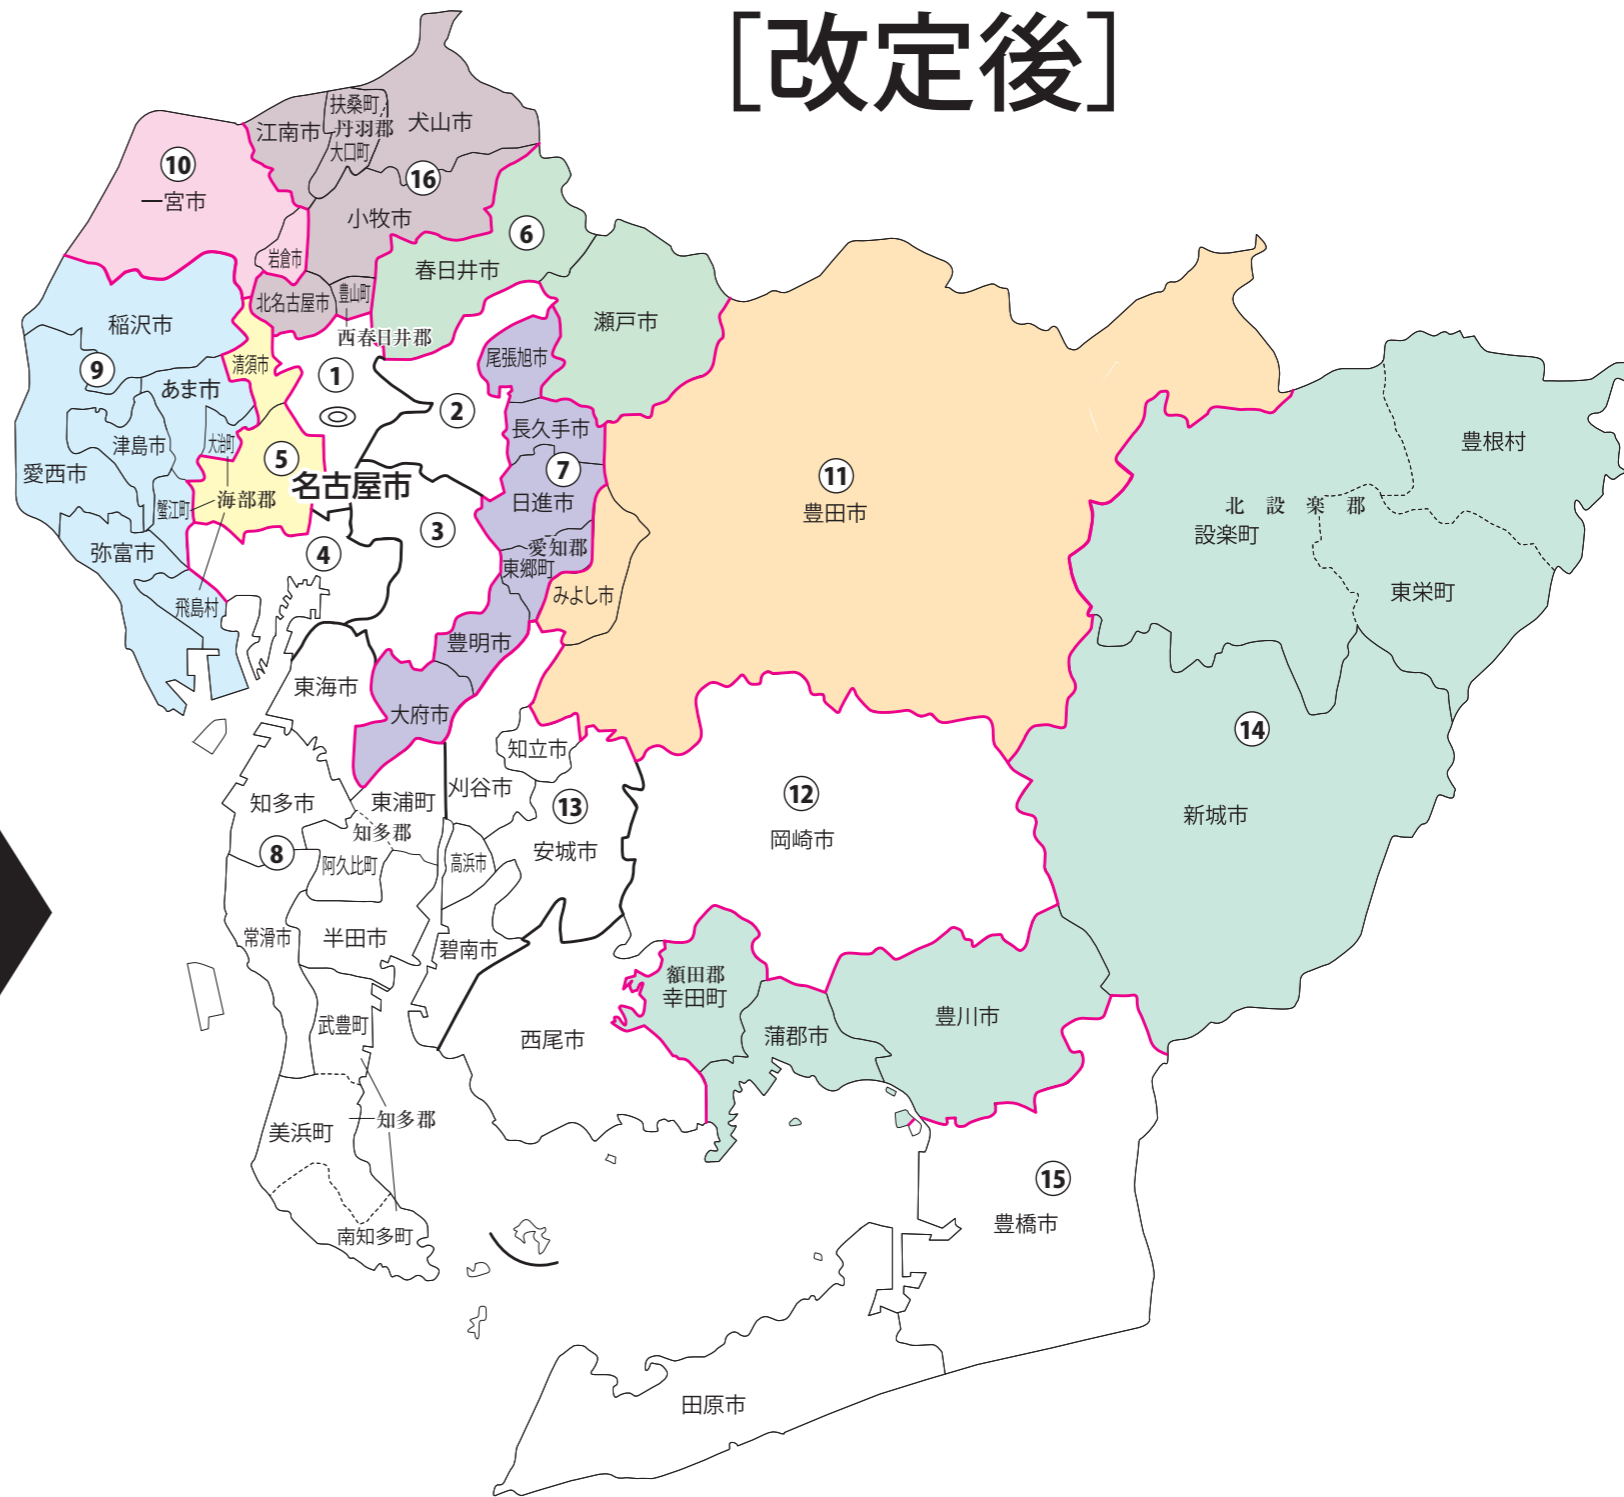 [改定後]
扶桑町
江南市
丹羽郡
犬山市
大口町
⑩
⑯
一宮市
小牧市
⑥
岩倉市
春日井市
北名古屋市
豊山町
稲沢市
瀬戸市
西春日井郡
尾張旭市
清須市
⑨
①
あま市
②
長久手市
津島市
大治町
豊根村
⑤
⑦
愛西市
⑪
名古屋市
海部郡
日進市
蟹江町
豊田市
北設楽郡
③
設楽町
弥富市
④
愛知郡
東郷町
東栄町
みよし市
飛島村
豊明市
東海市
大府市
⑭
知立市
刈谷市
⑫
知多市
東浦町
⑬
新城市
知多郡
岡崎市
⑧
安城市
阿久比町
高浜市
常滑市
半田市
碧南市
額田郡
幸田町
武豊町
豊川市
西尾市
蒲郡市
知多郡
美浜町
⑮
豊橋市
南知多町
田原市